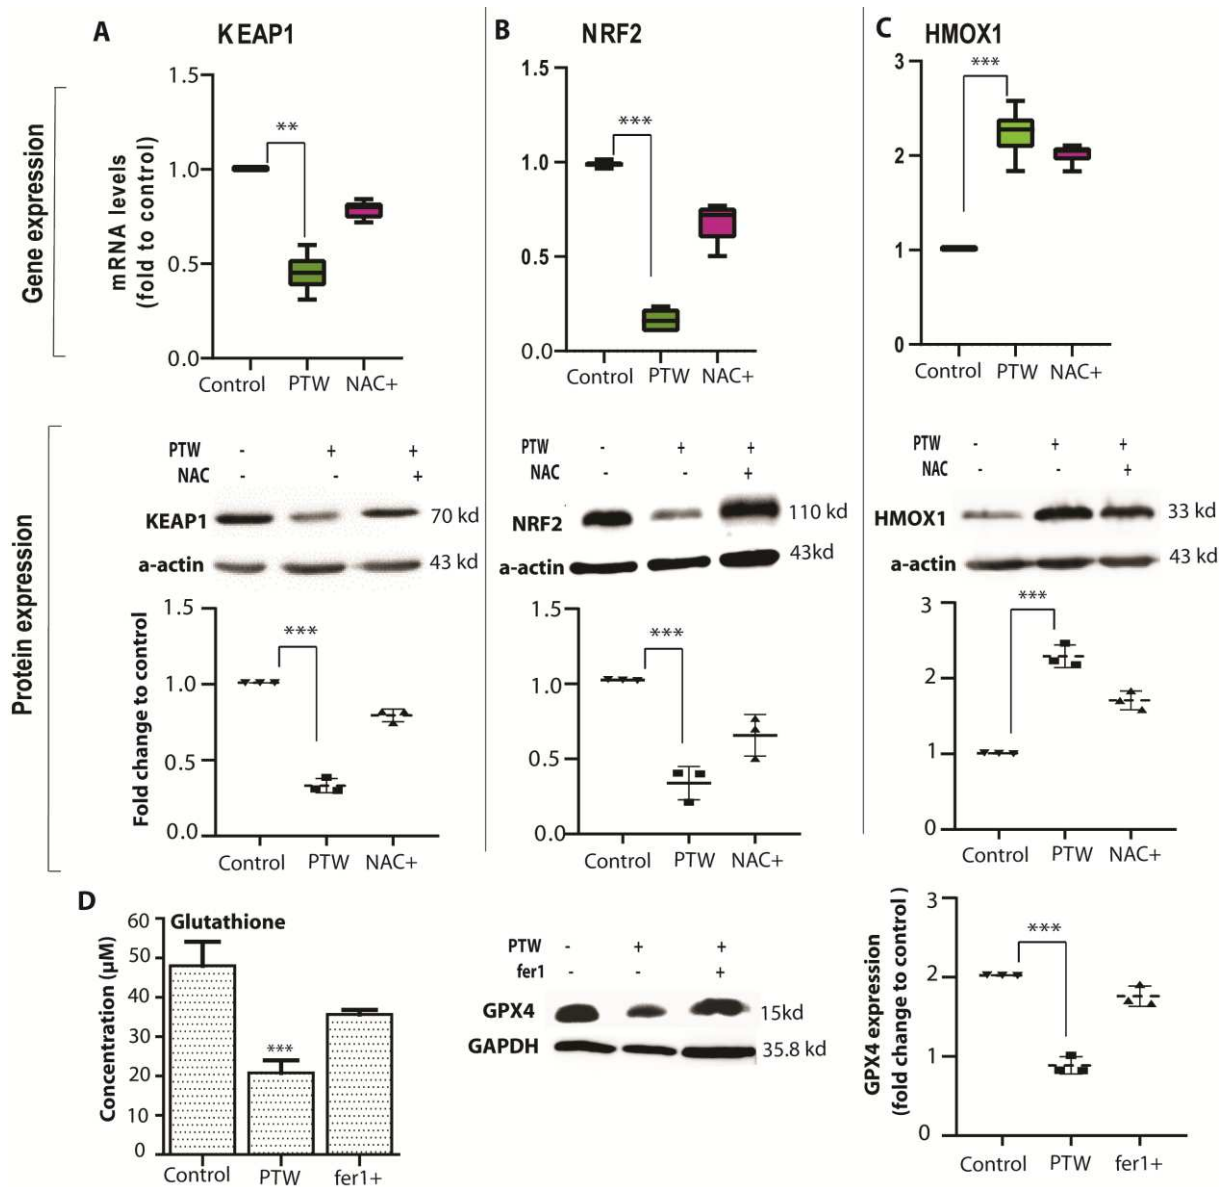 A
KEAP1
B
NRF2
C
HMOX1
Gene expression
mRNA levels
(fold to control)
1.5
1.0
0.5
0.0
**
Control PTW NAC+
1.5
1.0
0.5
0.0
***
Control PTW NAC+
3
2
1
0
***
Control PTW NAC+
Protein expression
PTW - + +
NAC - - +
KEAP1 70 kd
a-actin 43 kd
PTW - + +
NAC - - +
NRF2 110 kd
a-actin 43kd
PTW - + +
NAC - - +
HMOX1 33 kd
a-actin 43 kd
Fold change to control
1.5
1.0
0.5
0.0
***
Control PTW NAC+
1.5
1.0
0.5
0.0
***
Control PTW NAC+
3
2
1
0
***
Control PTW NAC+
D
Glutathione
Concentration (µM)
60
50
40
30
20
10
0
***
Control PTW fer1+
PTW - + +
fer1 - - +
GPX4 15kd
GAPDH 35.8 kd
GPX4 expression
(fold change to control )
3
2
1
0
***
Control PTW fer1+